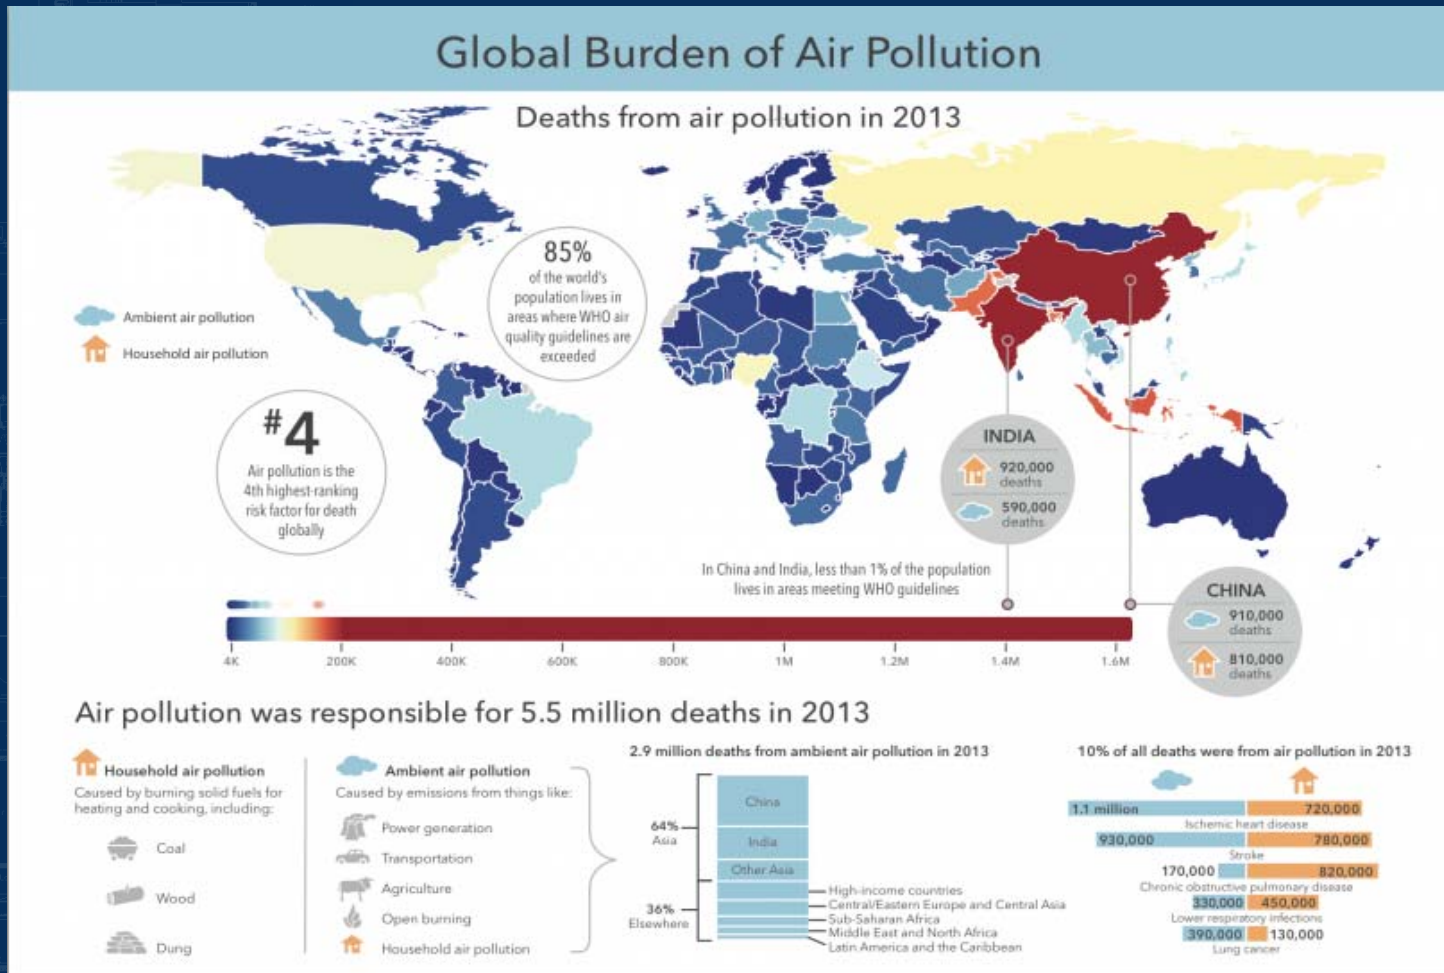 Global Burden of Air Pollution
Deaths from air pollution in 2013
85%
of the world's
population lives in
areas where WHO air
quality guidelines are
exceeded
Ambient air pollution
Household air pollution
#4
Air pollution is the
4th highest-ranking
risk factor for death
globally
INDIA
920,000
deaths
590,000
deaths
In China and India, less than 1% of the population
lives in areas meeting WHO guidelines
CHINA
910,000
deaths
810,000
deaths
4K 200K 400K 600K 800K 1M 1.2M 1.4M 1.6M
Air pollution was responsible for 5.5 million deaths in 2013
Household air pollution
Caused by burning solid fuels for
heating and cooking, including:
Coal
Wood
Dung
Ambient air pollution
Caused by emissions from things like:
Power generation
Transportation
Agriculture
Open burning
Household air pollution
2.9 million deaths from ambient air pollution in 2013
China
64%
Asia
India
Other Asia
36%
Elsewhere
High-income countries
Central/Eastern Europe and Central Asia
Sub-Saharan Africa
Middle East and North Africa
Latin America and the Caribbean
10% of all deaths were from air pollution in 2013
1.1 million 720,000
Ischemic heart disease
930,000 780,000
Stroke
170,000 820,000
Chronic obstructive pulmonary disease
330,000 450,000
Lower respiratory infections
390,000 130,000
Lung cancer